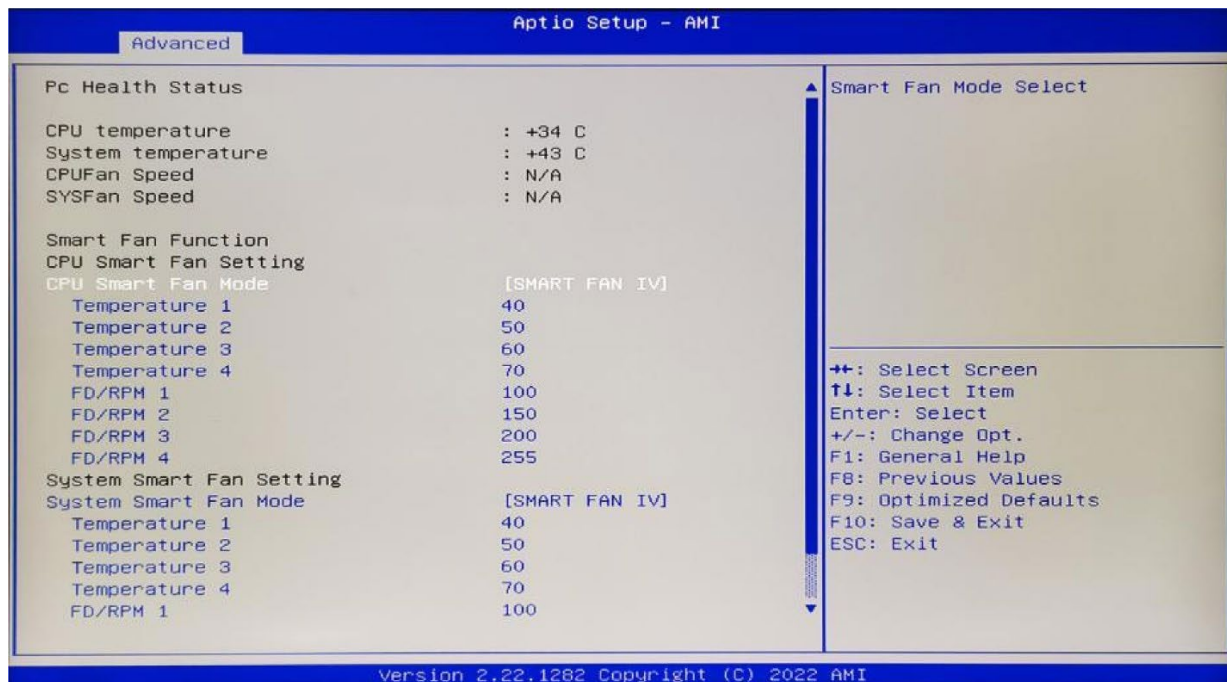 Aptio Setup – AMI
Advanced
Pc Health Status
CPU temperature : +34 C
System temperature : +43 C
CPUFan Speed : N/A
SYSFan Speed : N/A
Smart Fan Function
CPU Smart Fan Setting
CPU Smart Fan Mode [SMART FAN IV]
Temperature 1 40
Temperature 2 50
Temperature 3 60
Temperature 4 70
FD/RPM 1 100
FD/RPM 2 150
FD/RPM 3 200
FD/RPM 4 255
System Smart Fan Setting
System Smart Fan Mode [SMART FAN IV]
Temperature 1 40
Temperature 2 50
Temperature 3 60
Temperature 4 70
FD/RPM 1 100
Smart Fan Mode Select
→←: Select Screen
↑↓: Select Item
Enter: Select
+/-: Change Opt.
F1: General Help
F8: Previous Values
F9: Optimized Defaults
F10: Save & Exit
ESC: Exit
Version 2.22.1282 Copyright (C) 2022 AMI